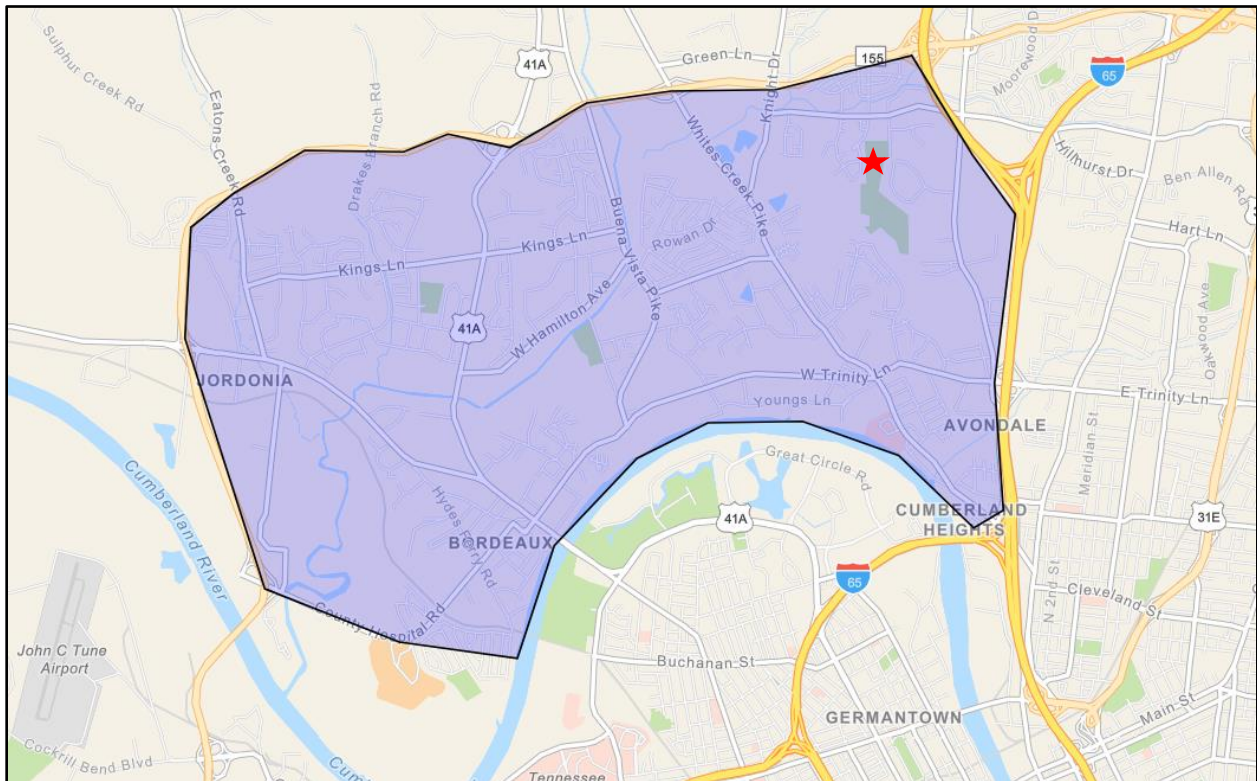 Sulphur Creek Rd
Eatons Creek Rd
Drakes Branch Rd
41A
Green Ln
Knight Dr
155
65
Hilhurst Dr
Ben Allen Rd
Hart Ln
Oakwood Ave
Whites Creek Pike
Buena Vista Pike
Rowan Dr
Kings Ln
Kings Ln
41A
W Hamilton Ave
JORDONIA
W Trinity Ln
E Trinity Ln
Youngs Ln
AVONDALE
Meridian St
Great Circle Rd
Cumberland River
Hydes Ferry Rd
BORDEAUX
41A
CUMBERLAND
HEIGHTS
31E
65
N 2nd St
Cleveland St
County Hospital Rd
John C Tune
Airport
Buchanan St
GERMANTOWN
Main St
Cockrill Bend Blvd
Tennessee